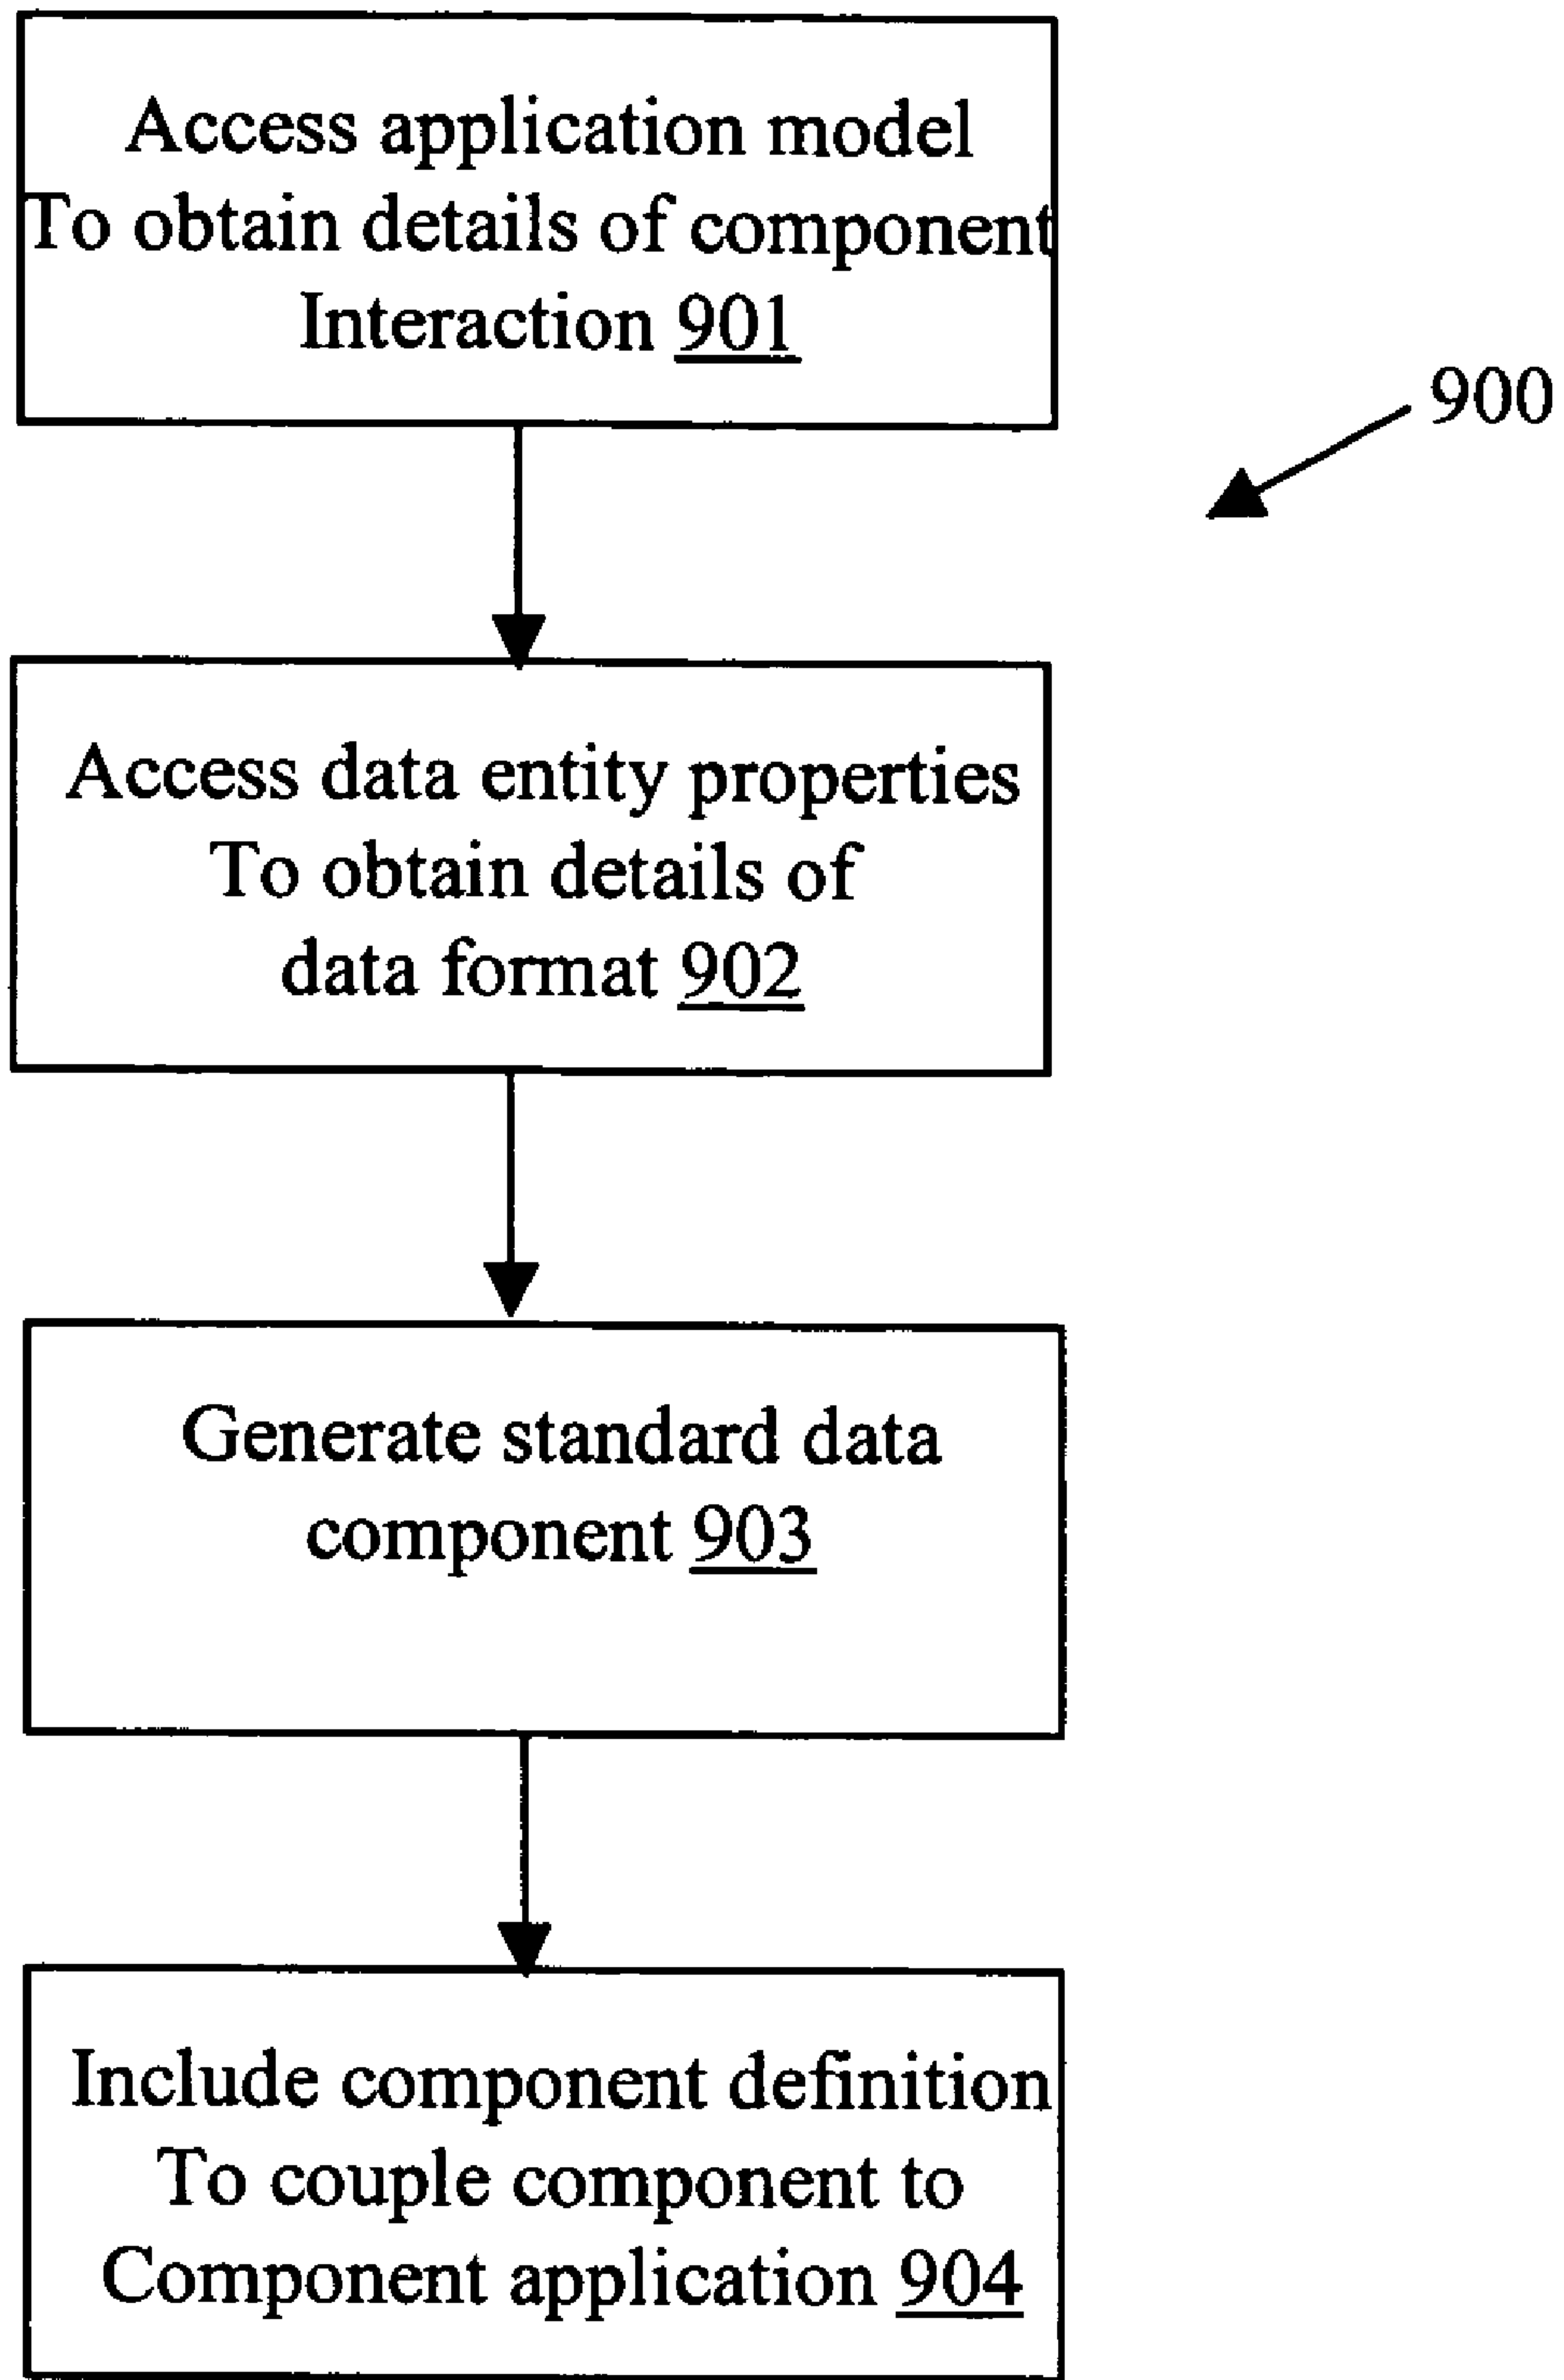 Access application model
To obtain details of component
Interaction 901
900
Access data entity properties
To obtain details of
data format 902
Generate standard data
component 903
Include component definition
To couple component to
Component application 904